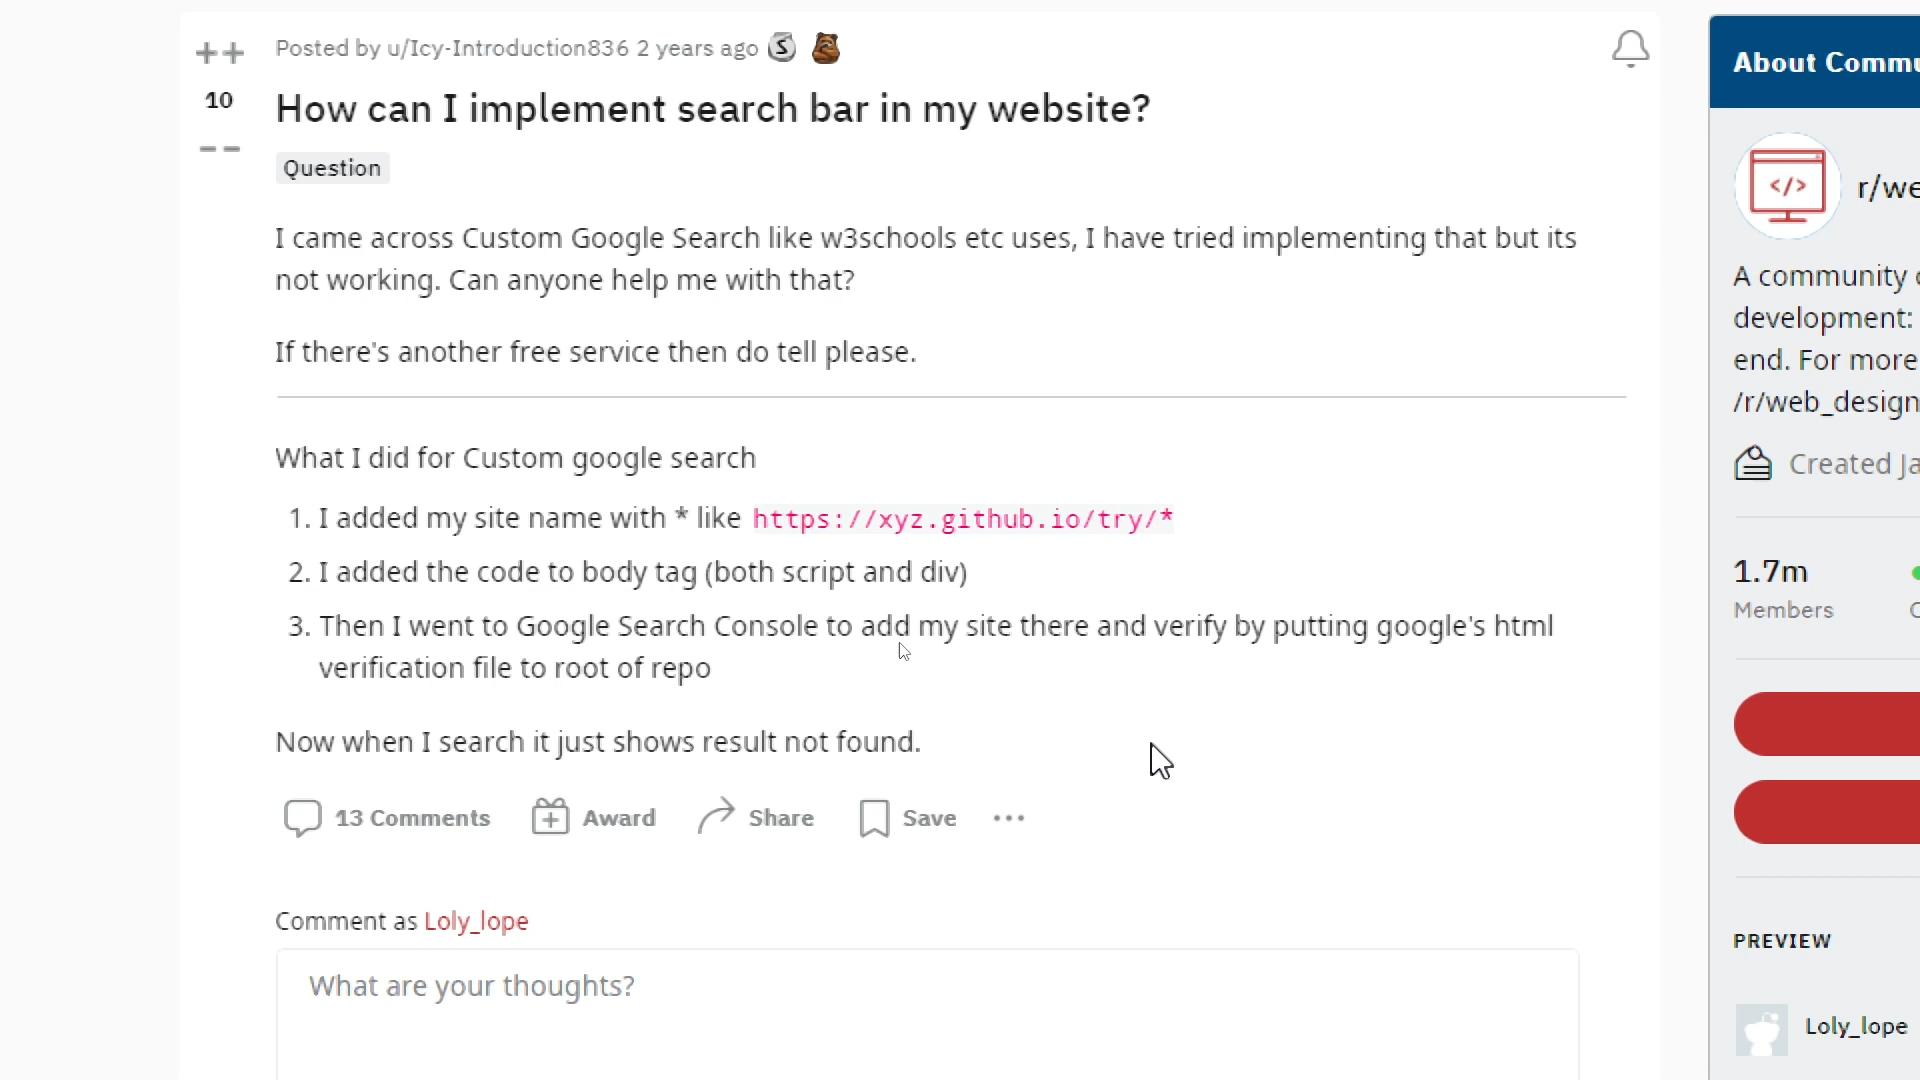 Posted by u/Icy-Introduction836 2 years ago
10
How can I implement search bar in my website?
Question
I came across Custom Google Search like w3schools etc uses, I have tried implementing that but its
not working. Can anyone help me with that?
If there's another free service then do tell please.
What I did for Custom google search
1. I added my site name with * like https://xyz.github.io/try/*
2. I added the code to body tag (both script and div)
3. Then I went to Google Search Console to add my site there and verify by putting google's html
verification file to root of repo
Now when I search it just shows result not found.
13 Comments Award Share Save
Comment as Loly_lope
What are your thoughts?
About Commu
r/we
A community
development:
end. For more
/r/web_design
Created Ja
1.7m
Members
PREVIEW
Loly_lope